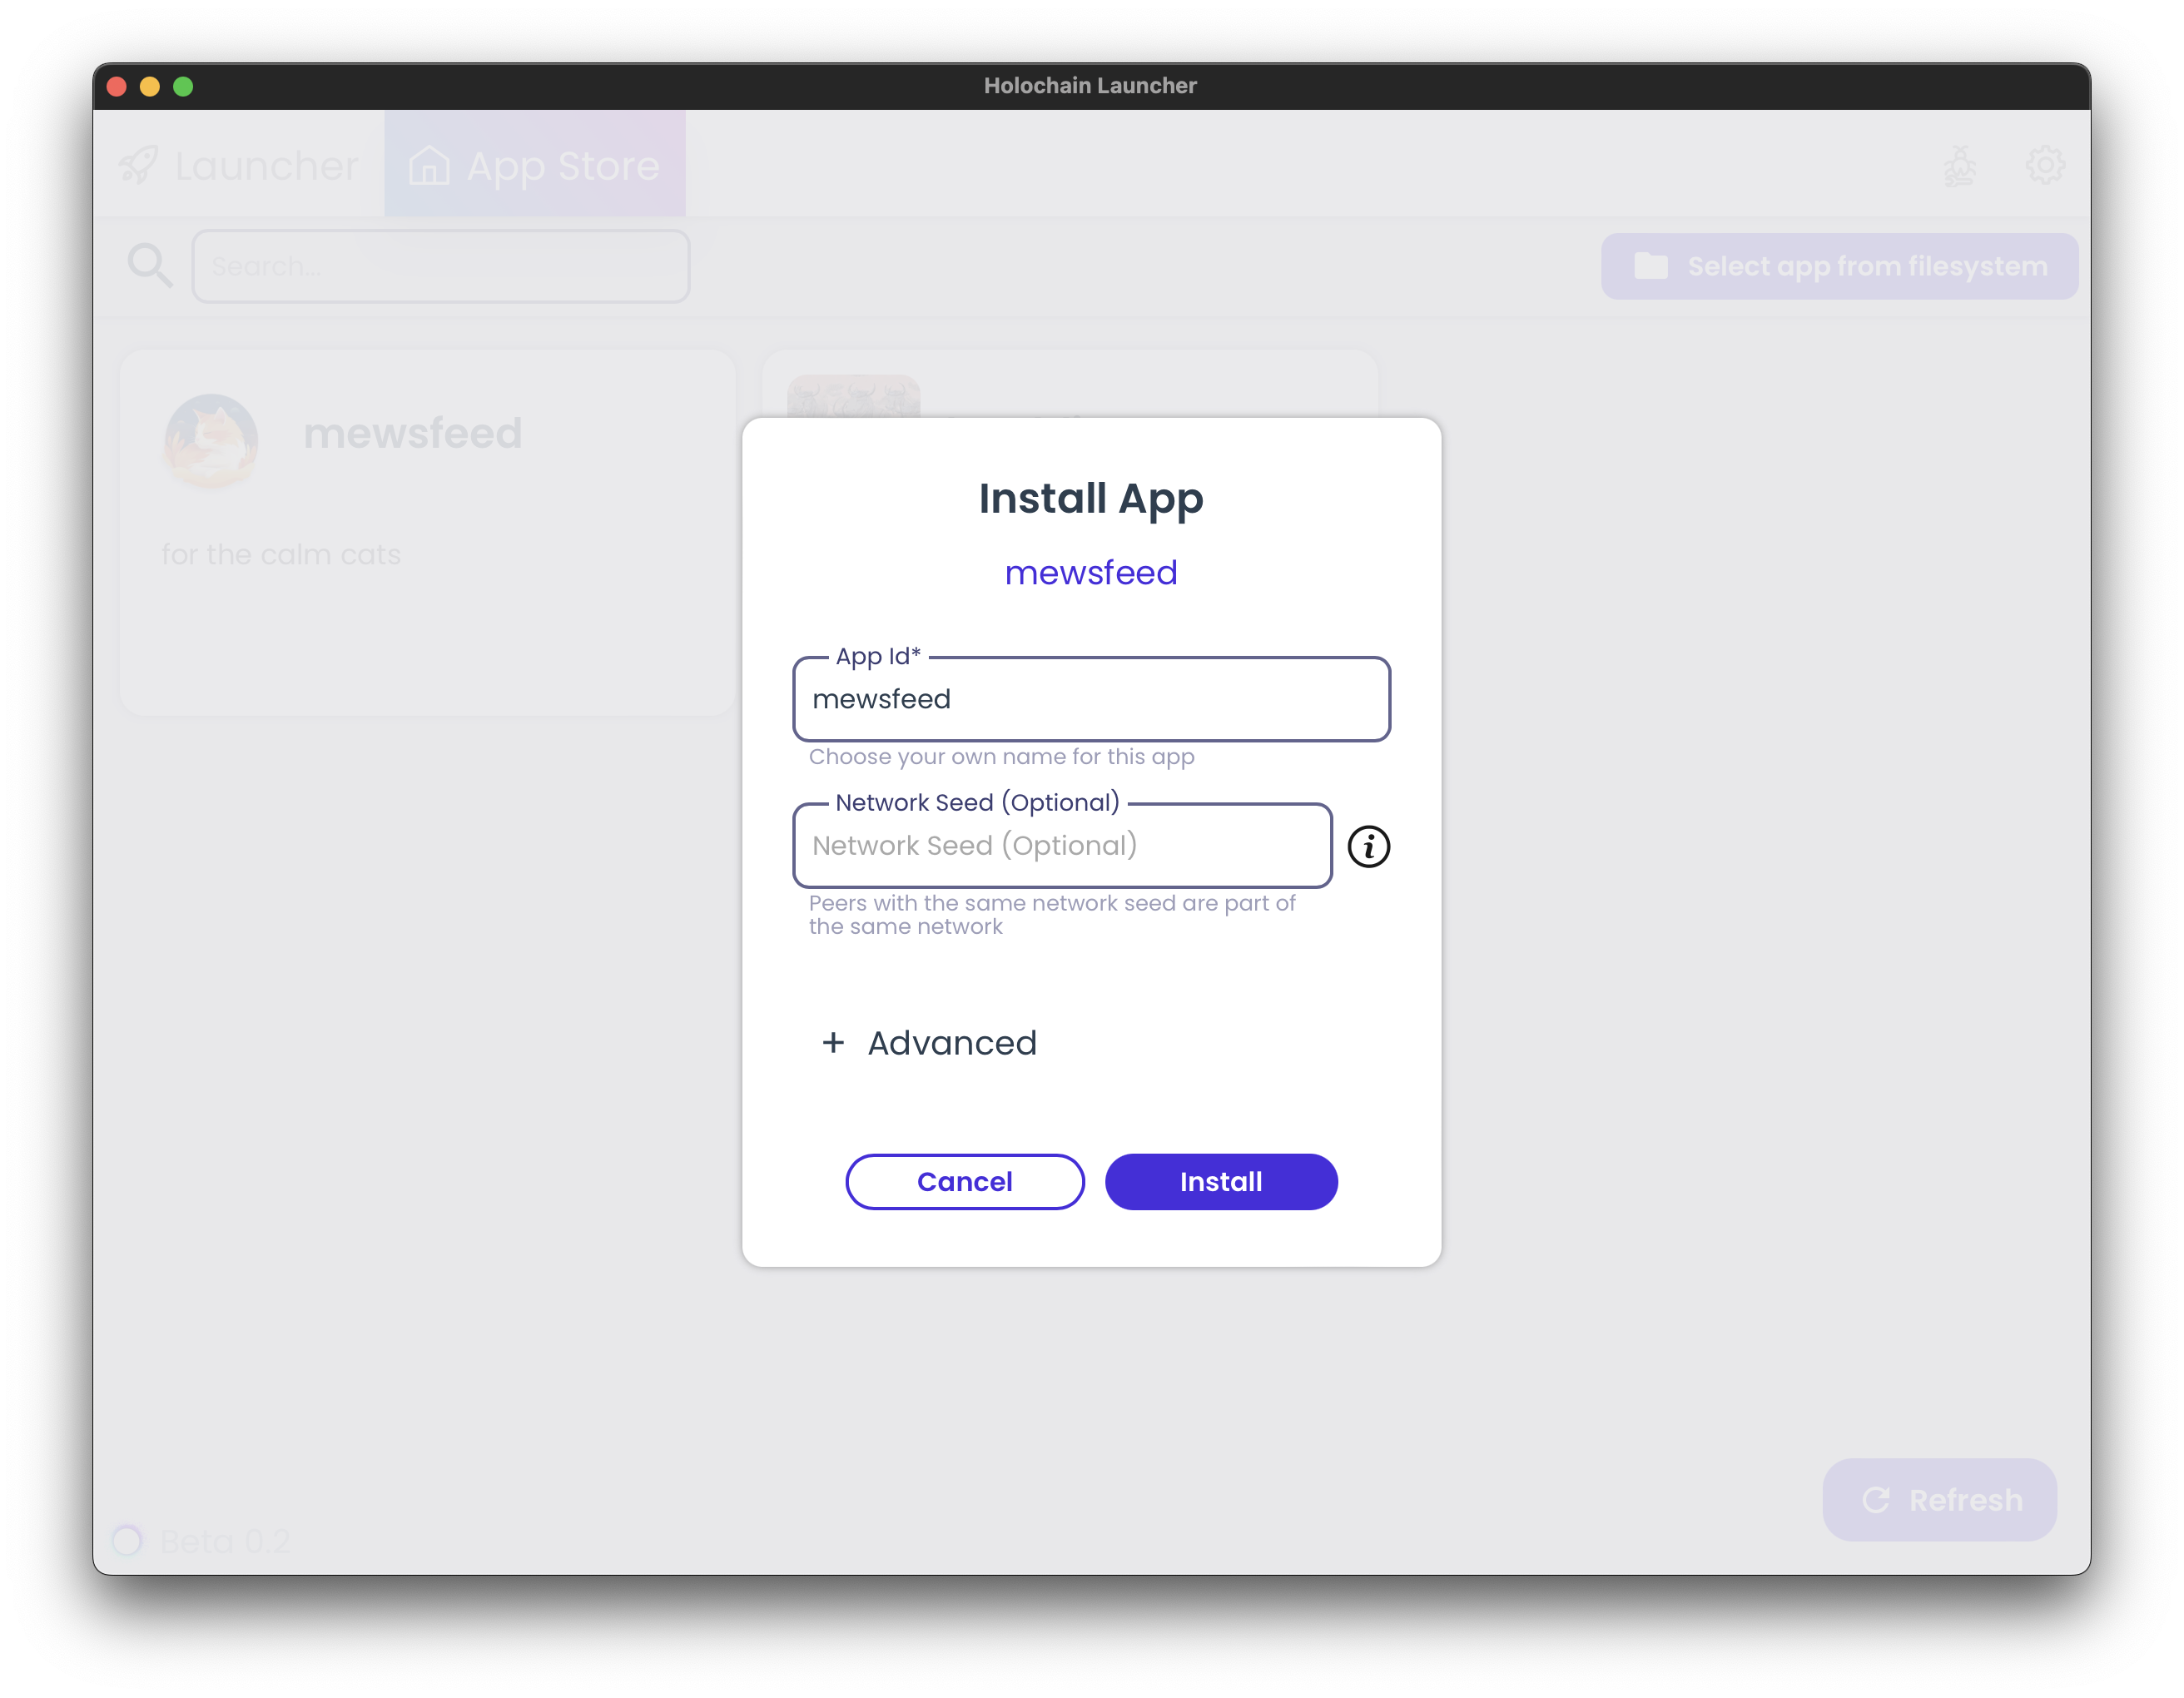 Holochain Launcher
Launcher
App Store
Search...
Select app from filesystem
mewsfeed
for the calm cats
Install App
mewsfeed
App Id*
mewsfeed
Choose your own name for this app
Network Seed (Optional)
Network Seed (Optional)
Peers with the same network seed are part of
the same network
+ Advanced
Cancel
Install
Refresh
Beta 0.2